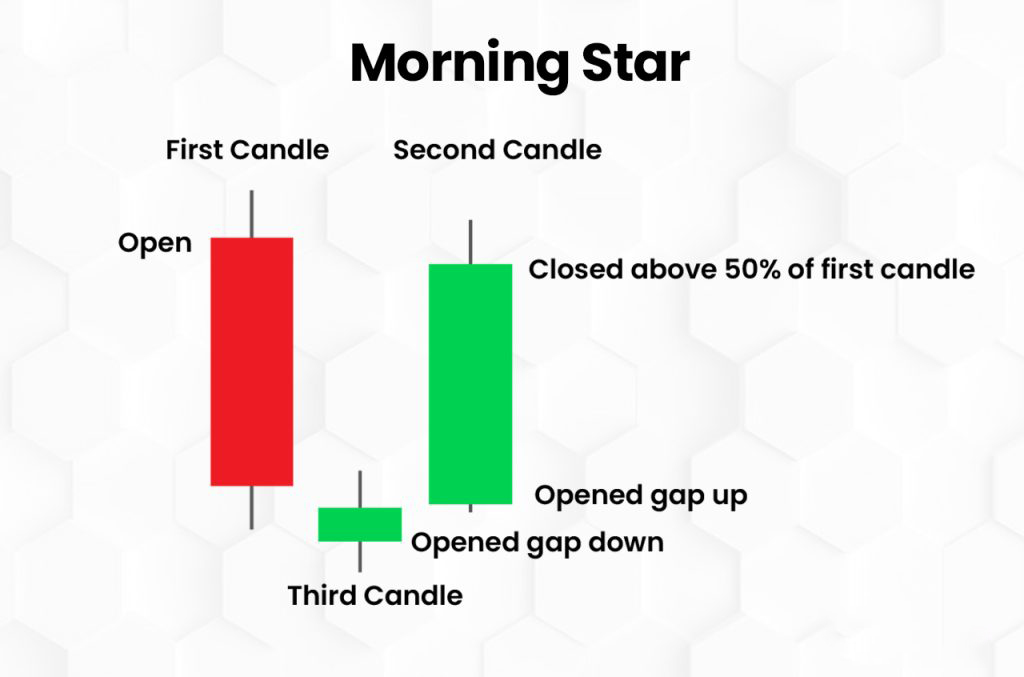 Morning Star
First Candle
Second Candle
Open
Closed above 50% of first candle
Opened gap up
Opened gap down
Third Candle